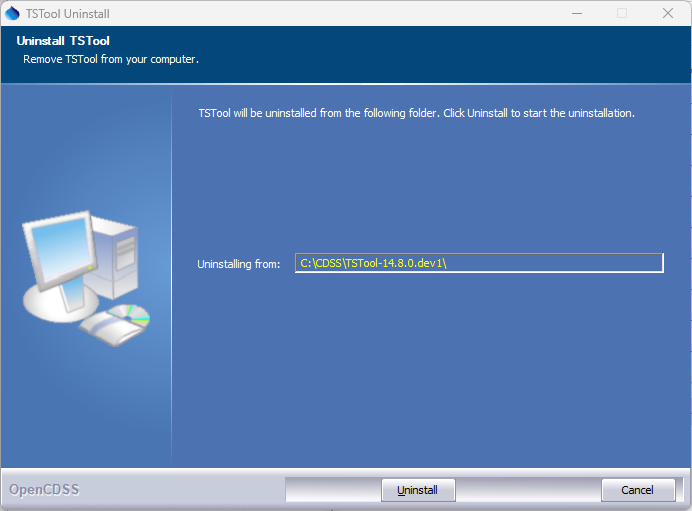 TSTool Uninstall
Uninstall TSTool
Remove TSTool from your computer.
TSTool will be uninstalled from the following folder. Click Uninstall to start the uninstallation.
Uninstalling from: C:\CDSS\TSTool-14.8.0.dev1\
OpenCDSS Uninstall Cancel